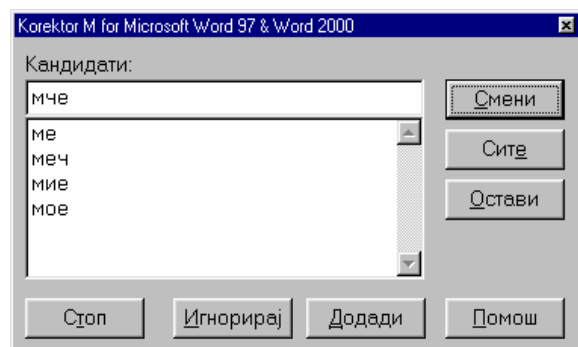 Korektor M for Microsoft Word 97 & Word 2000
Кандидати:
мче
Смени
ме
меч
мие
мое
Сите
Остави
Стоп
Игнорирај
Додади
Помош